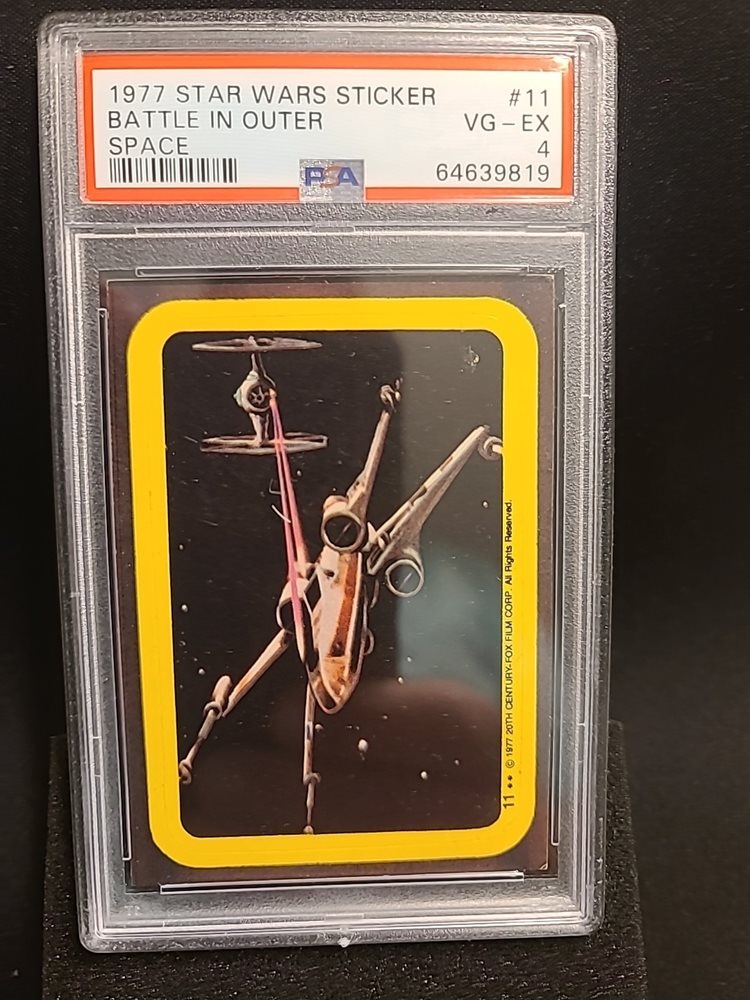 1977 STAR WARS STICKER #11
BATTLE IN OUTER VG-EX
SPACE 4
PSA 64639819
11 ** © 1977 20TH CENTURY-FOX FILM CORP. All Rights Reserved.